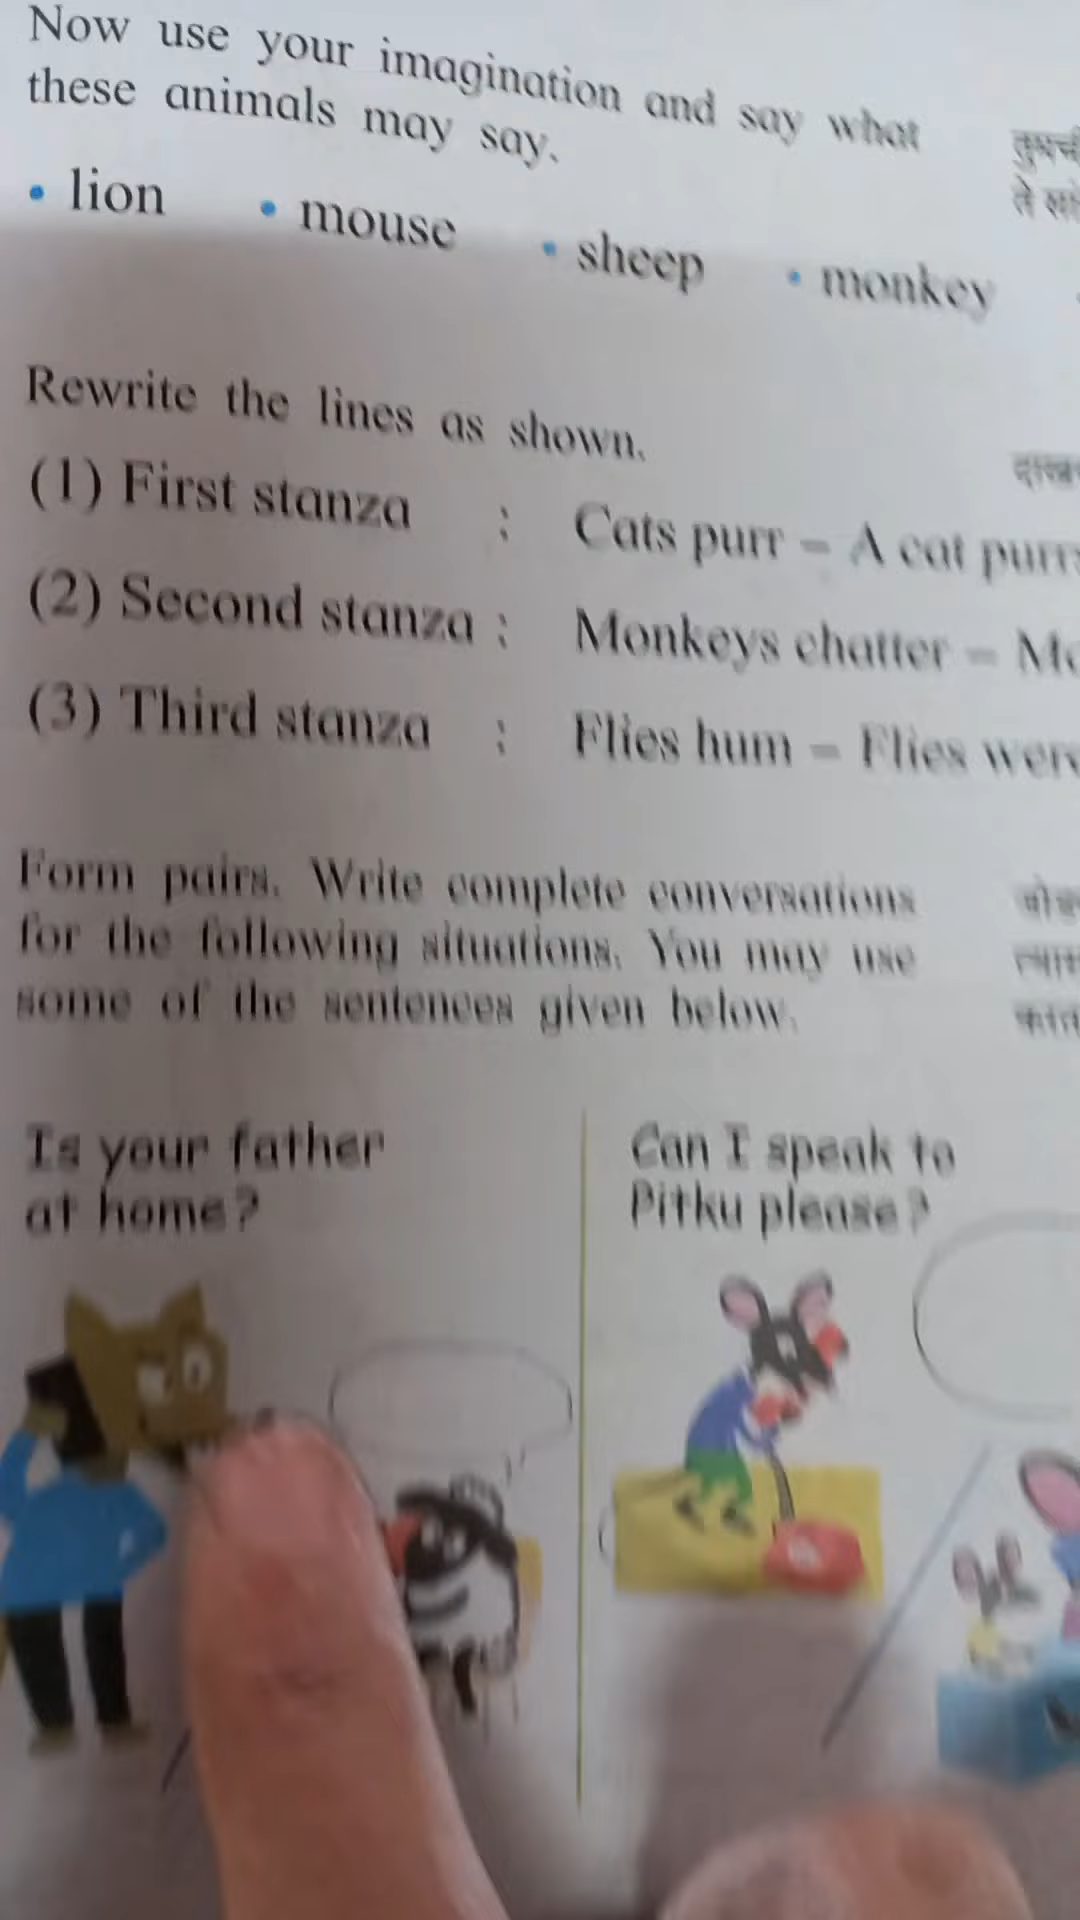 Now use your imagination and say what
these animals may say.
• lion • mouse • sheep • monkey
Rewrite the lines as shown.
(1) First stanza : Cats purr – A cat purrs
(2) Second stanza : Monkeys chatter –
(3) Third stanza : Flies hum – Flies were
Form pairs. Write complete conversations
for the following situations. You may use
some of the sentences given below.
Is your father
at home?
Can I speak to
Pitku please?